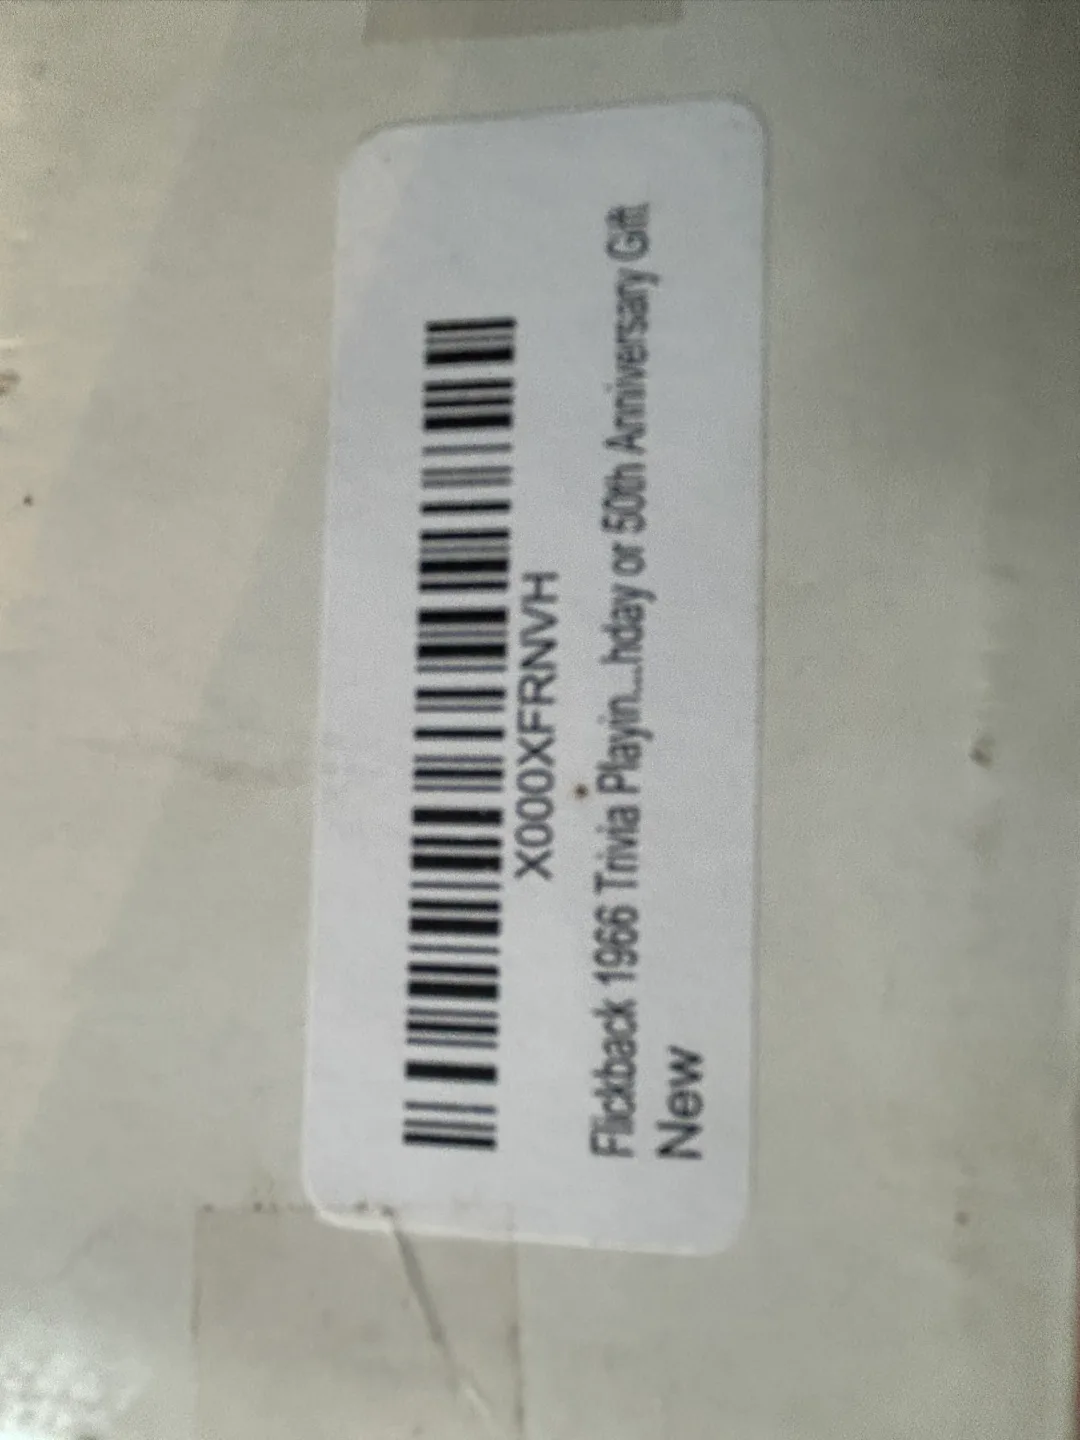 X000XFRNVH
Flickback 1966 Trivia Playin...hday or 50th Anniversary Gift
New